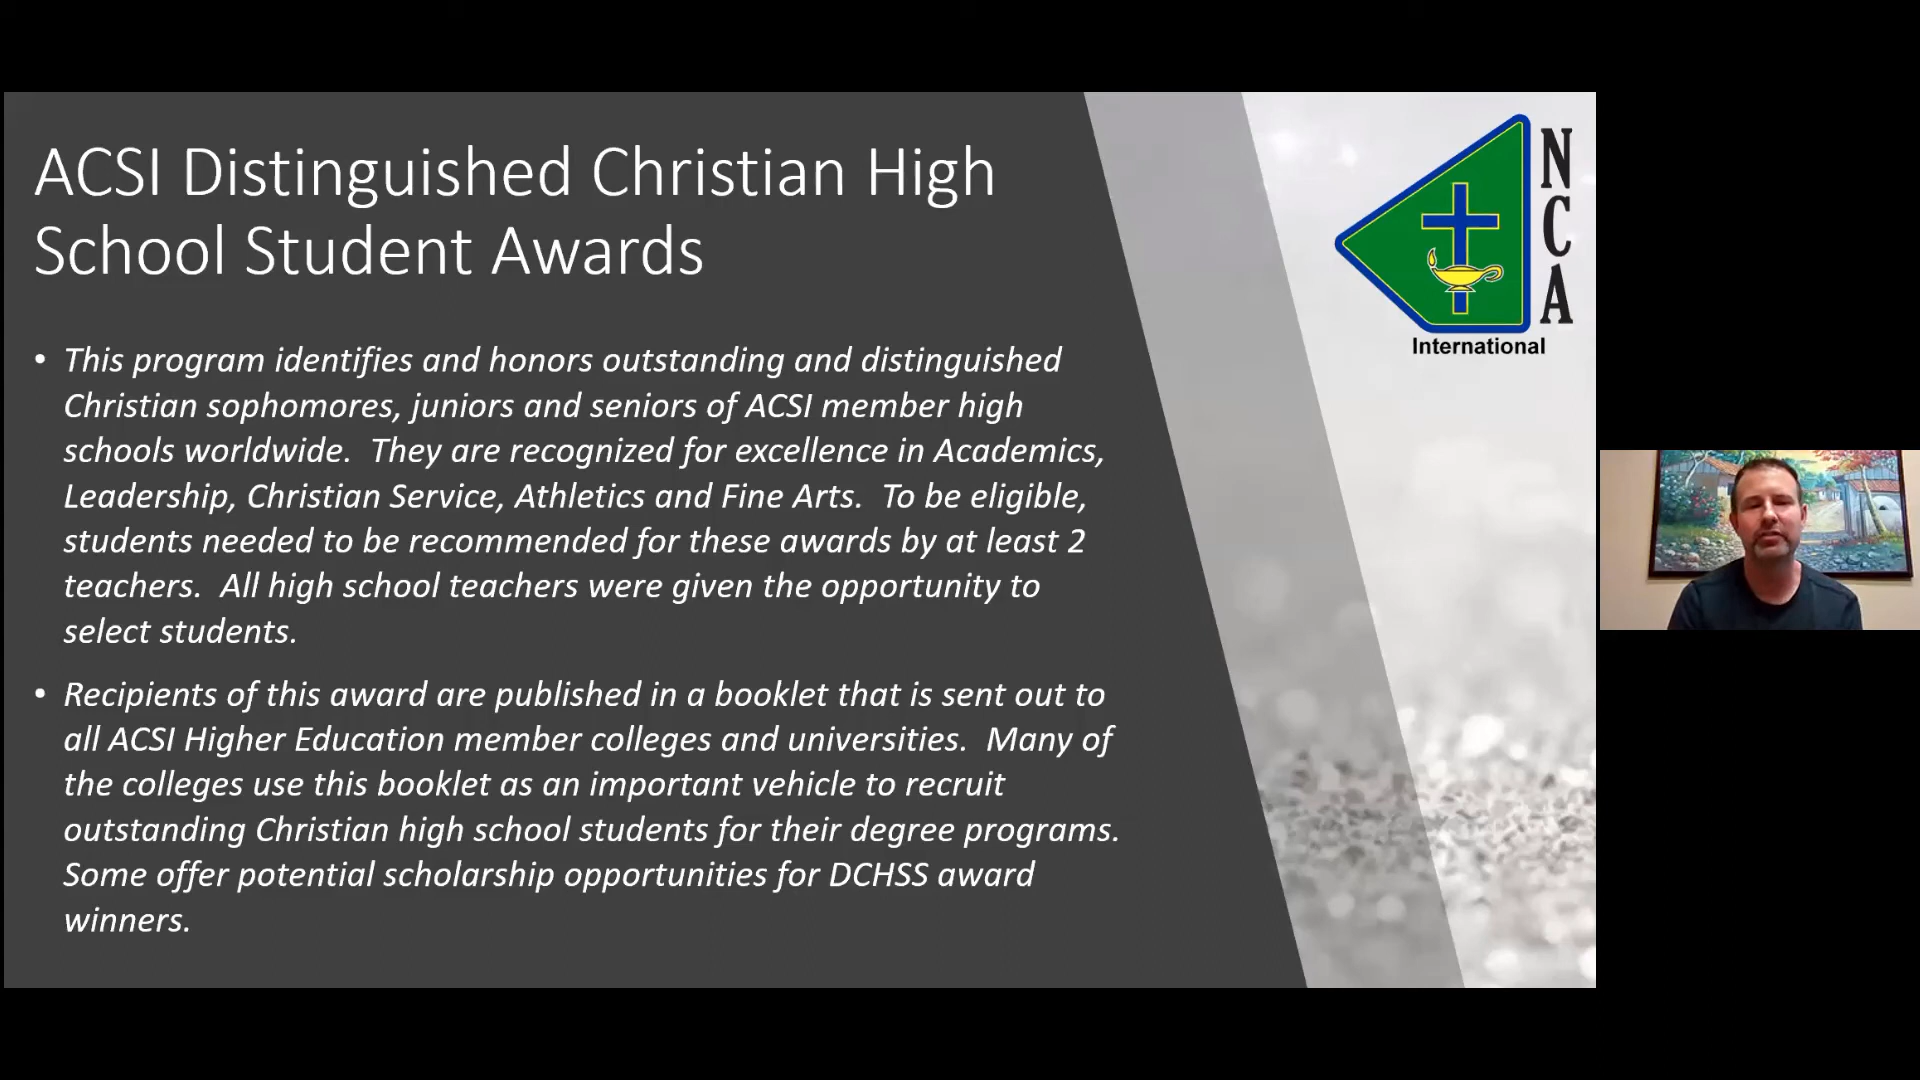 ACSI Distinguished Christian High
School Student Awards
• This program identifies and honors outstanding and distinguished
Christian sophomores, juniors and seniors of ACSI member high
schools worldwide.  They are recognized for excellence in Academics,
Leadership, Christian Service, Athletics and Fine Arts.  To be eligible,
students needed to be recommended for these awards by at least 2
teachers.  All high school teachers were given the opportunity to
select students.
• Recipients of this award are published in a booklet that is sent out to
all ACSI Higher Education member colleges and universities.  Many of
the colleges use this booklet as an important vehicle to recruit
outstanding Christian high school students for their degree programs.
Some offer potential scholarship opportunities for DCHSS award
winners.
NCA
International